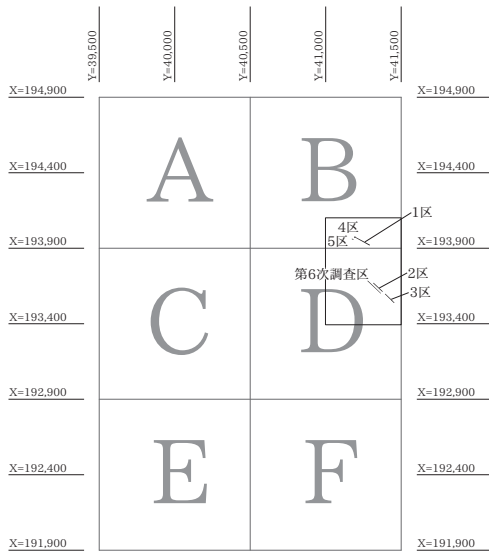 Y=39,500
Y=40,000
Y=40,500
Y=41,000
Y=41,500
X=194,900
X=194,900
A
B
X=194,400
X=194,400
1区
4区
5区
X=193,900
X=193,900
第6次調査区
2区
3区
C
D
X=193,400
X=193,400
X=192,900
X=192,900
E
F
X=192,400
X=192,400
X=191,900
X=191,900